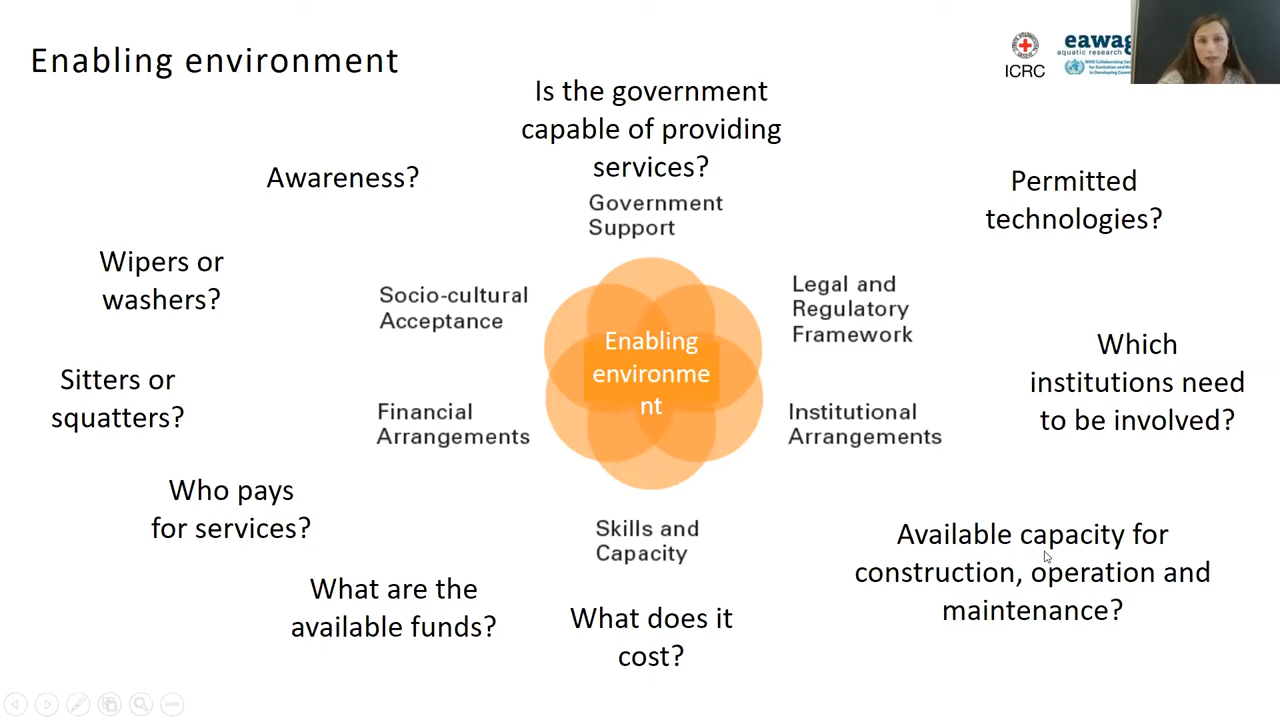 Enabling environment
ICRC
eawag
aquatic research
Is the government
capable of providing
services?
Awareness?
Permitted
technologies?
Government
Support
Wipers or
washers?
Socio-cultural
Acceptance
Legal and
Regulatory
Framework
Enabling
environme
nt
Which
institutions need
to be involved?
Sitters or
squatters?
Financial
Arrangements
Institutional
Arrangements
Who pays
for services?
Skills and
Capacity
Available capacity for
construction, operation and
maintenance?
What are the
available funds?
What does it
cost?